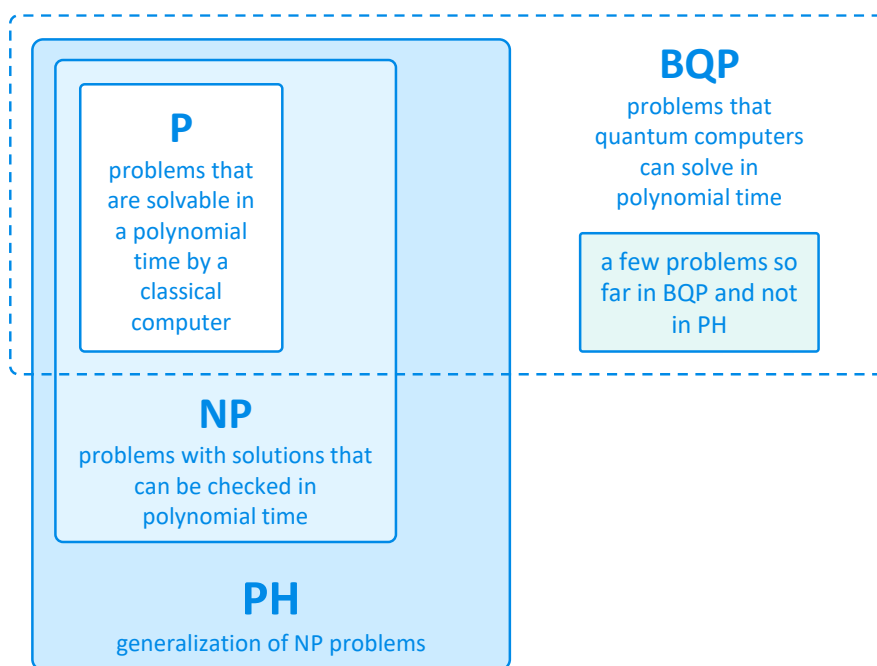 P
problems that
are solvable in
a polynomial
time by a
classical
computer
BQP
problems that
quantum computers
can solve in
polynomial time
a few problems so
far in BQP and not
in PH
NP
problems with solutions that
can be checked in
polynomial time
PH
generalization of NP problems